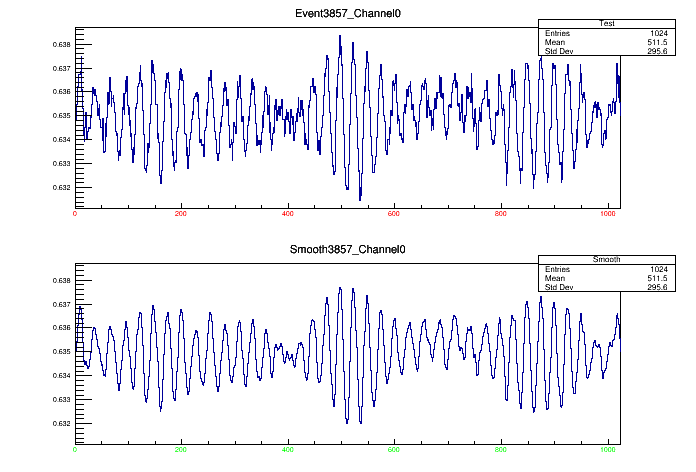 Event3857_Channel0
Test
Entries 1024
Mean 511.5
Std Dev 295.6
0.638
0.637
0.636
0.635
0.634
0.633
0.632
0 200 400 600 800 1000
Smooth3857_Channel0
Smooth
Entries 1024
Mean 511.5
Std Dev 295.6
0.638
0.637
0.636
0.635
0.634
0.633
0.632
0 200 400 600 800 1000